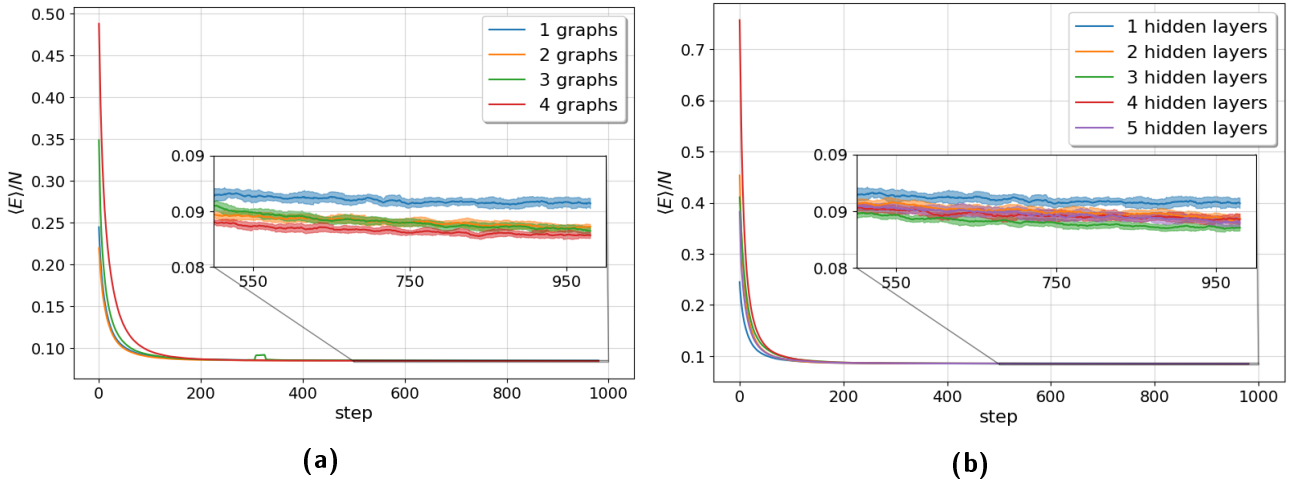 0.50
0.45
0.40
0.35
0.30
0.25
0.20
0.15
0.10
⟨E⟩/N
1 graphs
2 graphs
3 graphs
4 graphs
0.09
0.09
0.08
550 750 950
0 200 400 600 800 1000
step
(a)
0.7
0.6
0.5
0.4
0.3
0.2
0.1
⟨E⟩/N
1 hidden layers
2 hidden layers
3 hidden layers
4 hidden layers
5 hidden layers
0.09
0.09
0.08
550 750 950
0 200 400 600 800 1000
step
(b)